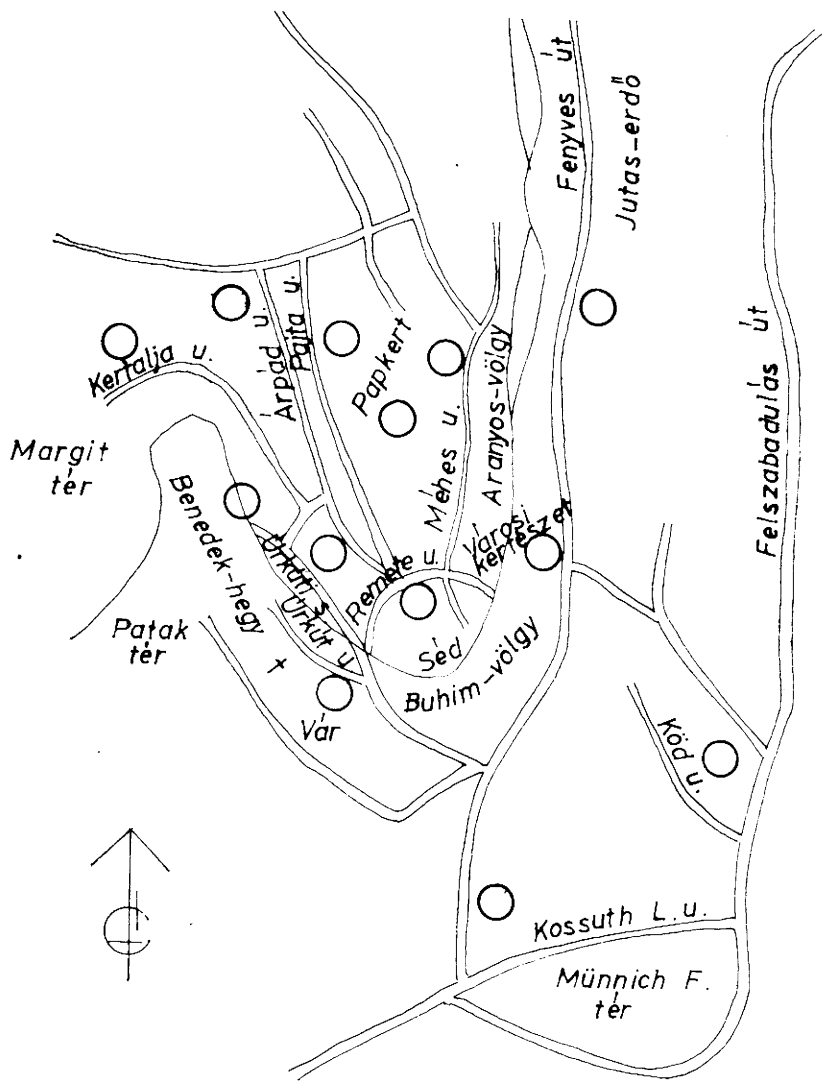 Fenyves út
Jutas-erdő
Felszabadulás út
Kertalja u.
Árpád u.
Pajta u.
Papkert
Méhes u.
Aranyos-völgy
Margit
tér
Benedek-hegy
Úrkúti s
Úrkút u.
Remete u.
Városi
kertészet
Patak
tér
Séd
Buhim-völgy
Vár
Köd u.
Kossuth L. u.
Münnich F.
tér